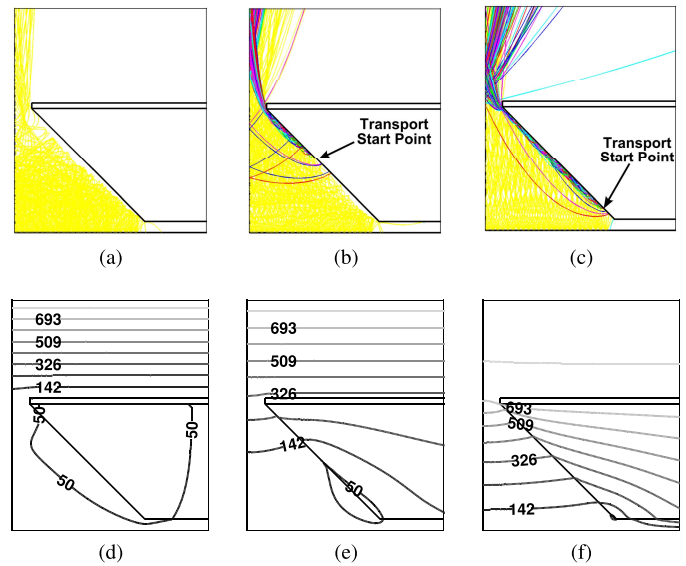 Transport
Start Point
Transport
Start Point
(a)
(b)
(c)
693
509
326
142
50
50
50
693
509
326
142
50
693
509
326
142
(d)
(e)
(f)